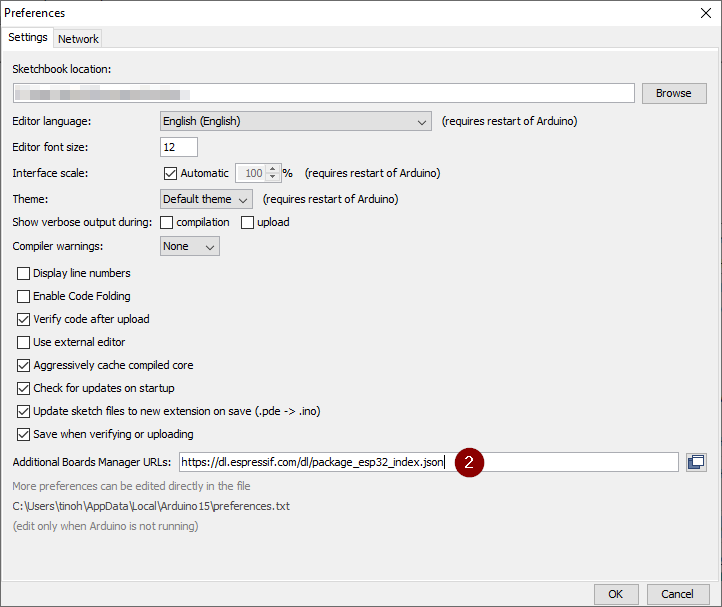 Preferences
Settings Network
Sketchbook location:
Browse
Editor language: English (English) (requires restart of Arduino)
Editor font size: 12
Interface scale: Automatic 100 % (requires restart of Arduino)
Theme: Default theme (requires restart of Arduino)
Show verbose output during: compilation upload
Compiler warnings: None
Display line numbers
Enable Code Folding
Verify code after upload
Use external editor
Aggressively cache compiled core
Check for updates on startup
Update sketch files to new extension on save (.pde -> .ino)
Save when verifying or uploading
Additional Boards Manager URLs: https://dl.espressif.com/dl/package_esp32_index.json 2
More preferences can be edited directly in the file
C:\Users\tinoh\AppData\Local\Arduino15\preferences.txt
(edit only when Arduino is not running)
OK Cancel